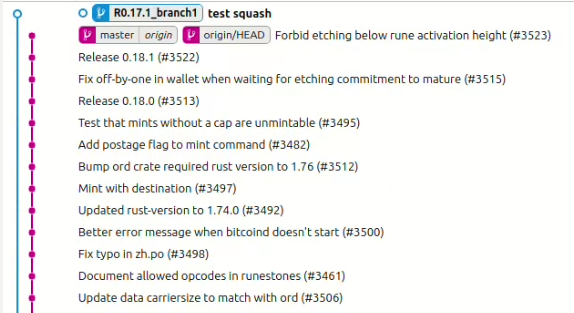 R0.17.1_branch1 test squash
master origin origin/HEAD Forbid etching below rune activation height (#3523)
Release 0.18.1 (#3522)
Fix off-by-one in wallet when waiting for etching commitment to mature (#3515)
Release 0.18.0 (#3513)
Test that mints without a cap are unmintable (#3495)
Add postage flag to mint command (#3482)
Bump ord crate required rust version to 1.76 (#3512)
Mint with destination (#3497)
Updated rust-version to 1.74.0 (#3492)
Better error message when bitcoind doesn't start (#3500)
Fix typo in zh.po (#3498)
Document allowed opcodes in runestones (#3461)
Update data carriersize to match with ord (#3506)